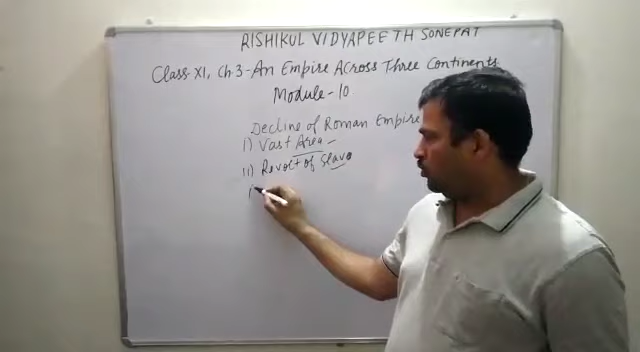 RISHIKUL VIDYAPEETH SONEPAT
Class-XI, Ch.3-An Empire Across Three Continents
Module-10
Decline of Roman Empire
i) Vast Area -
ii) Revolt of Slave